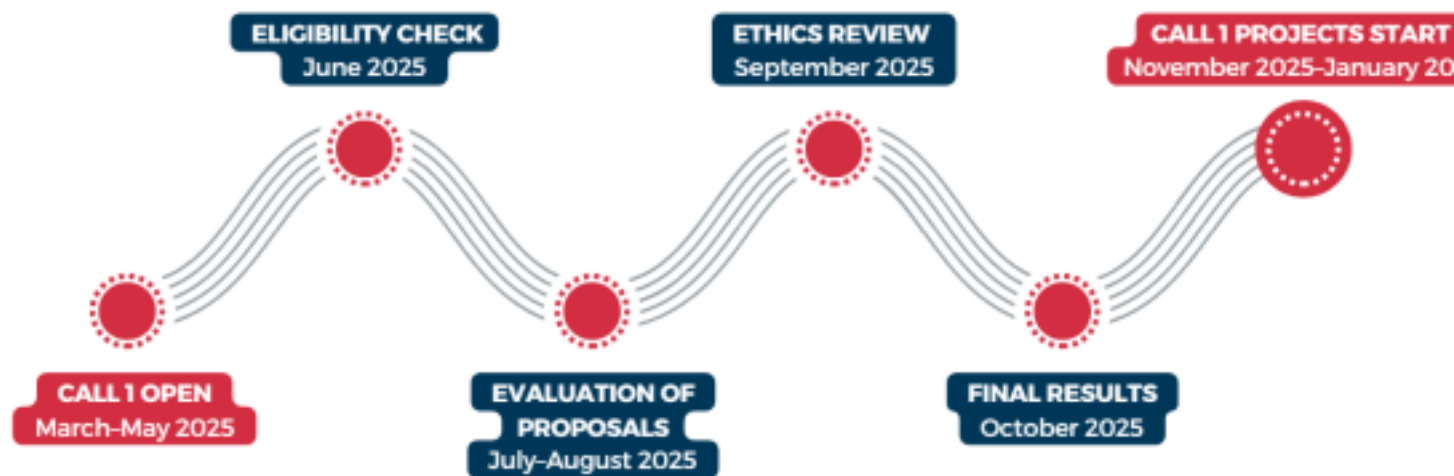 CALL 1 OPEN
March–May 2025
ELIGIBILITY CHECK
June 2025
EVALUATION OF
PROPOSALS
July–August 2025
ETHICS REVIEW
September 2025
FINAL RESULTS
October 2025
CALL 1 PROJECTS START
November 2025–January